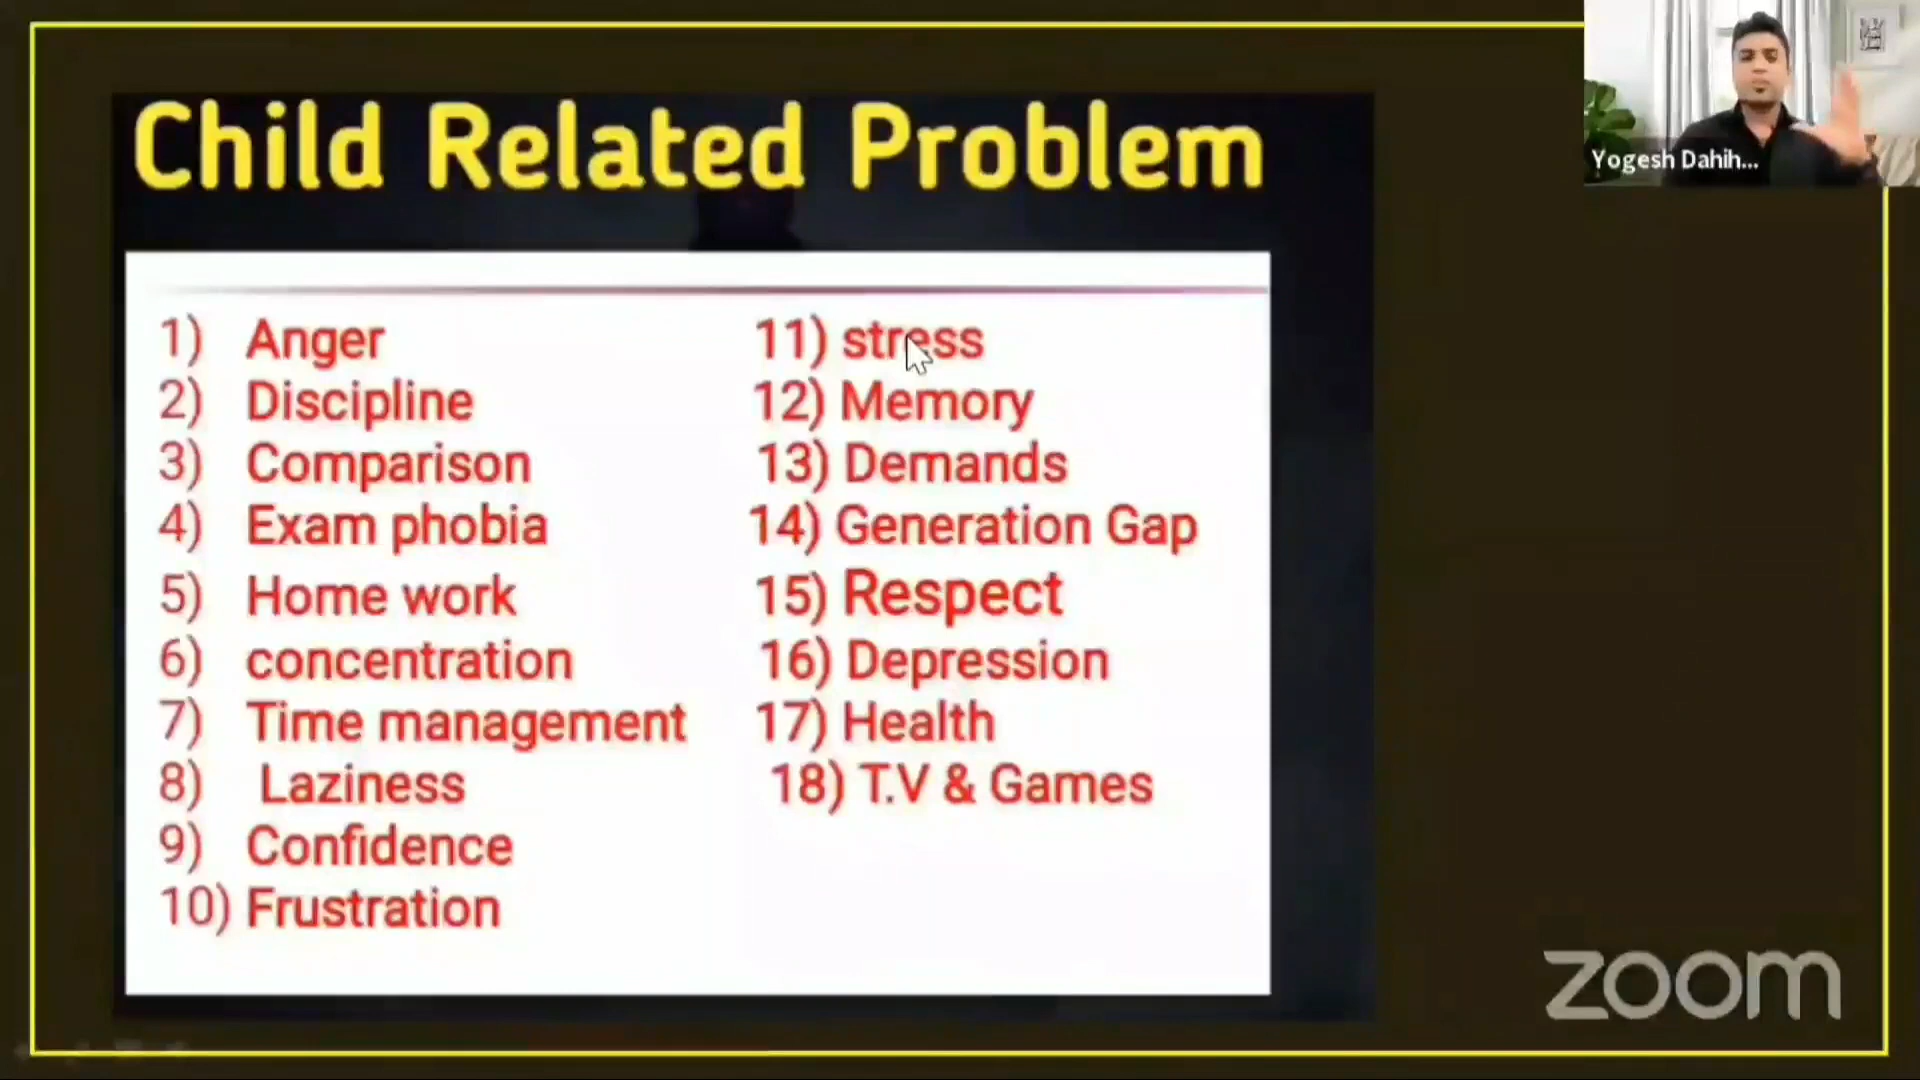 Child Related Problem
Yogesh Dahih...
1) Anger
2) Discipline
3) Comparison
4) Exam phobia
5) Home work
6) concentration
7) Time management
8) Laziness
9) Confidence
10) Frustration
11) stress
12) Memory
13) Demands
14) Generation Gap
15) Respect
16) Depression
17) Health
18) T.V & Games
zoom